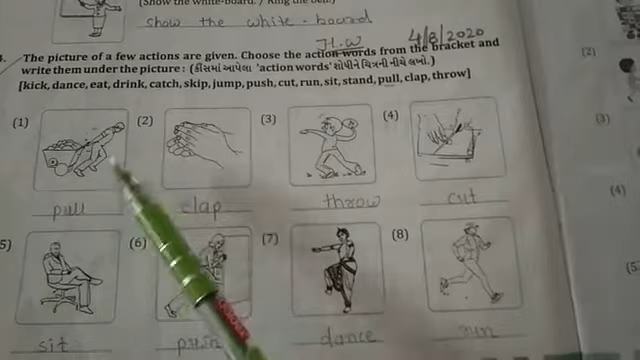 (Show the white-board. / Ring the bell.)
show the white-board
H.W 4/8/2020
The picture of a few actions are given. Choose the action words from the bracket and
write them under the picture : (કૌંસમાં આપેલા 'action words' શોધીને ચિત્રની નીચે લખો.)
[kick, dance, eat, drink, catch, skip, jump, push, cut, run, sit, stand, pull, clap, throw]
(1) (2) (3) (4)
pull clap throw cut
5) (6) (7) (8)
sit dance run
(2)
(3)
(4)
(5